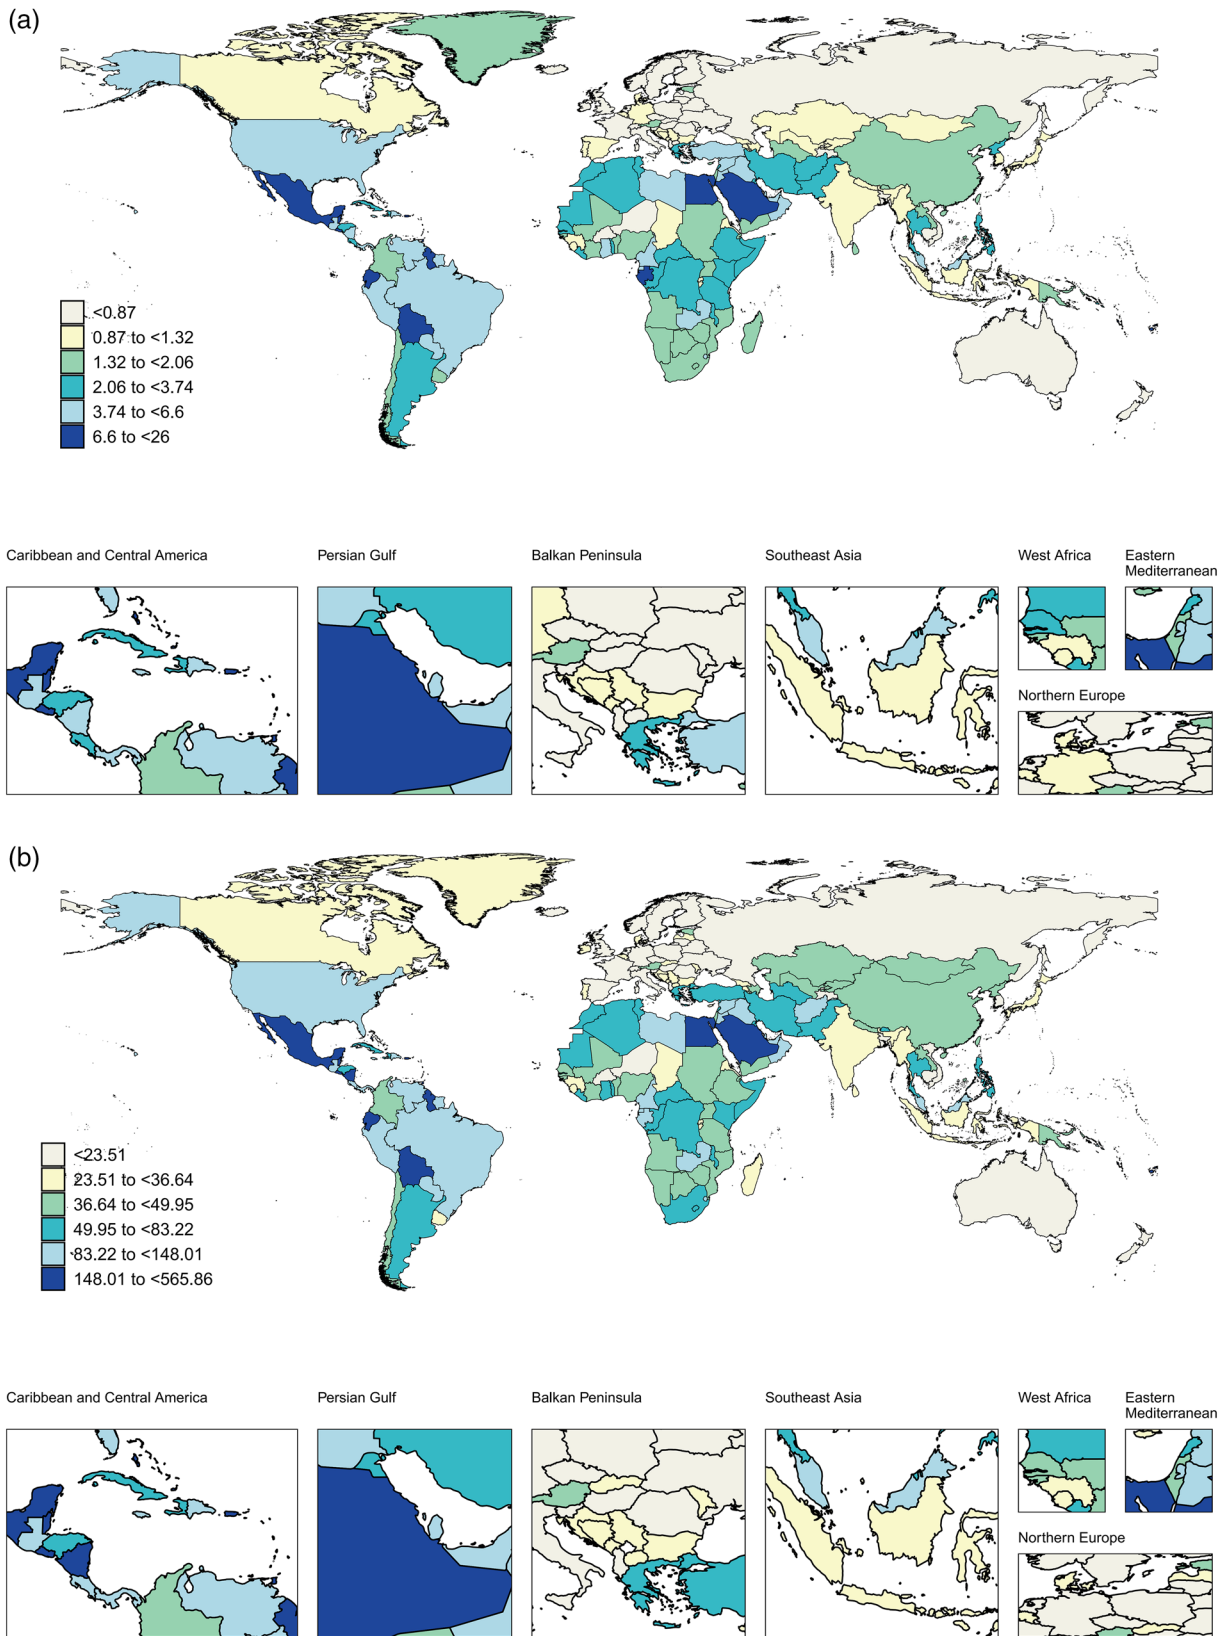 (a)
<0.87
0.87 to <1.32
1.32 to <2.06
2.06 to <3.74
3.74 to <6.6
6.6 to <26
Caribbean and Central America
Persian Gulf
Balkan Peninsula
Southeast Asia
West Africa
Eastern
Mediterranean
Northern Europe
(b)
<23.51
23.51 to <36.64
36.64 to <49.95
49.95 to <83.22
83.22 to <148.01
148.01 to <565.86
Caribbean and Central America
Persian Gulf
Balkan Peninsula
Southeast Asia
West Africa
Eastern
Mediterranean
Northern Europe